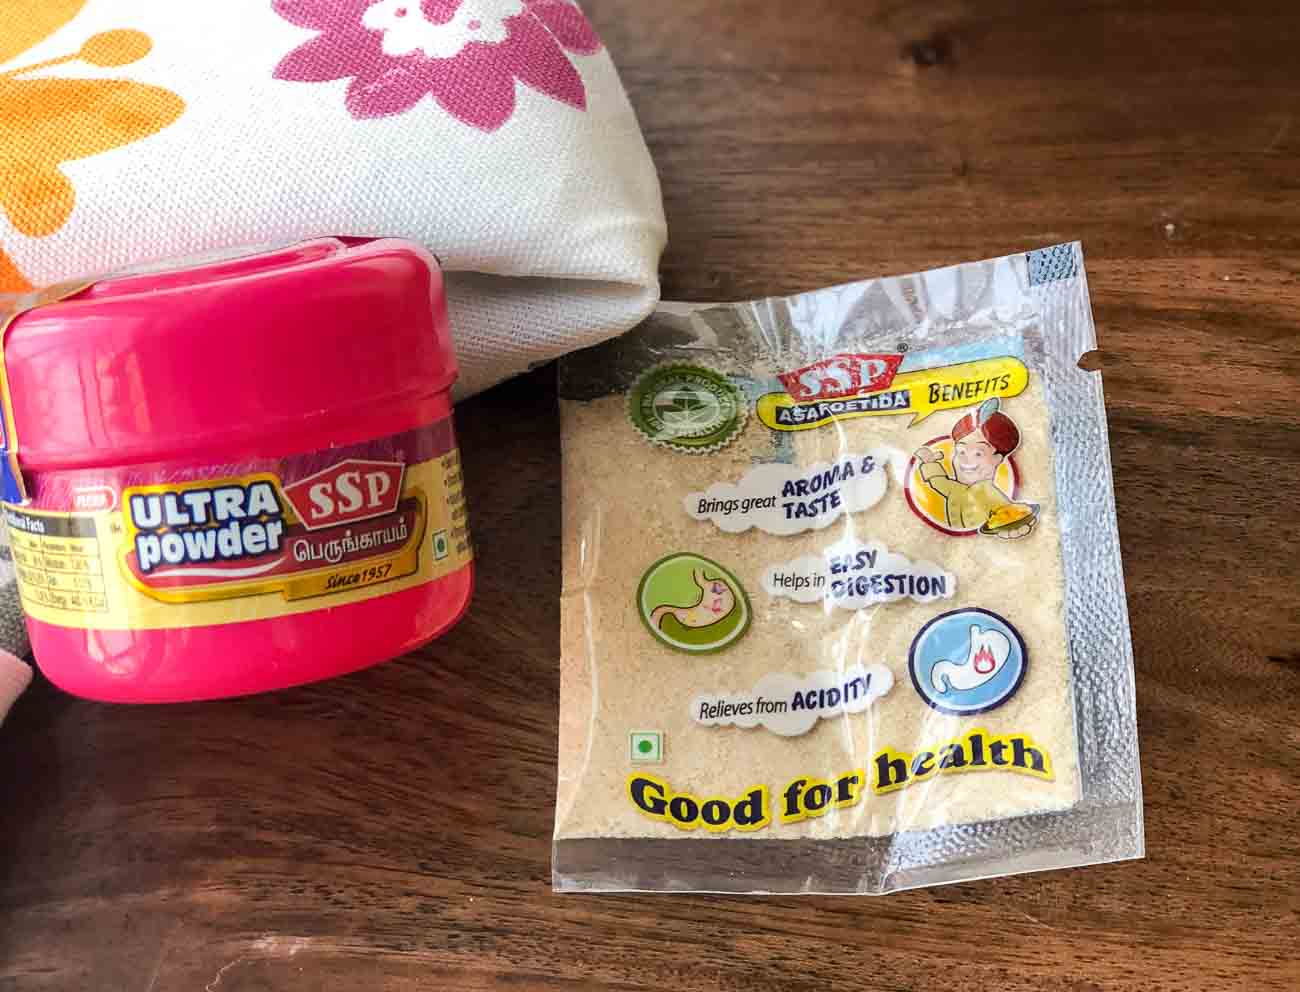 ULTRA
powder
SSP
பெருங்காயம்
Since 1957
SSP
®
ASAFOETIDA
BENEFITS
Brings great AROMA &
TASTE
Helps in EASY
DIGESTION
Relieves from ACIDITY
Good for health